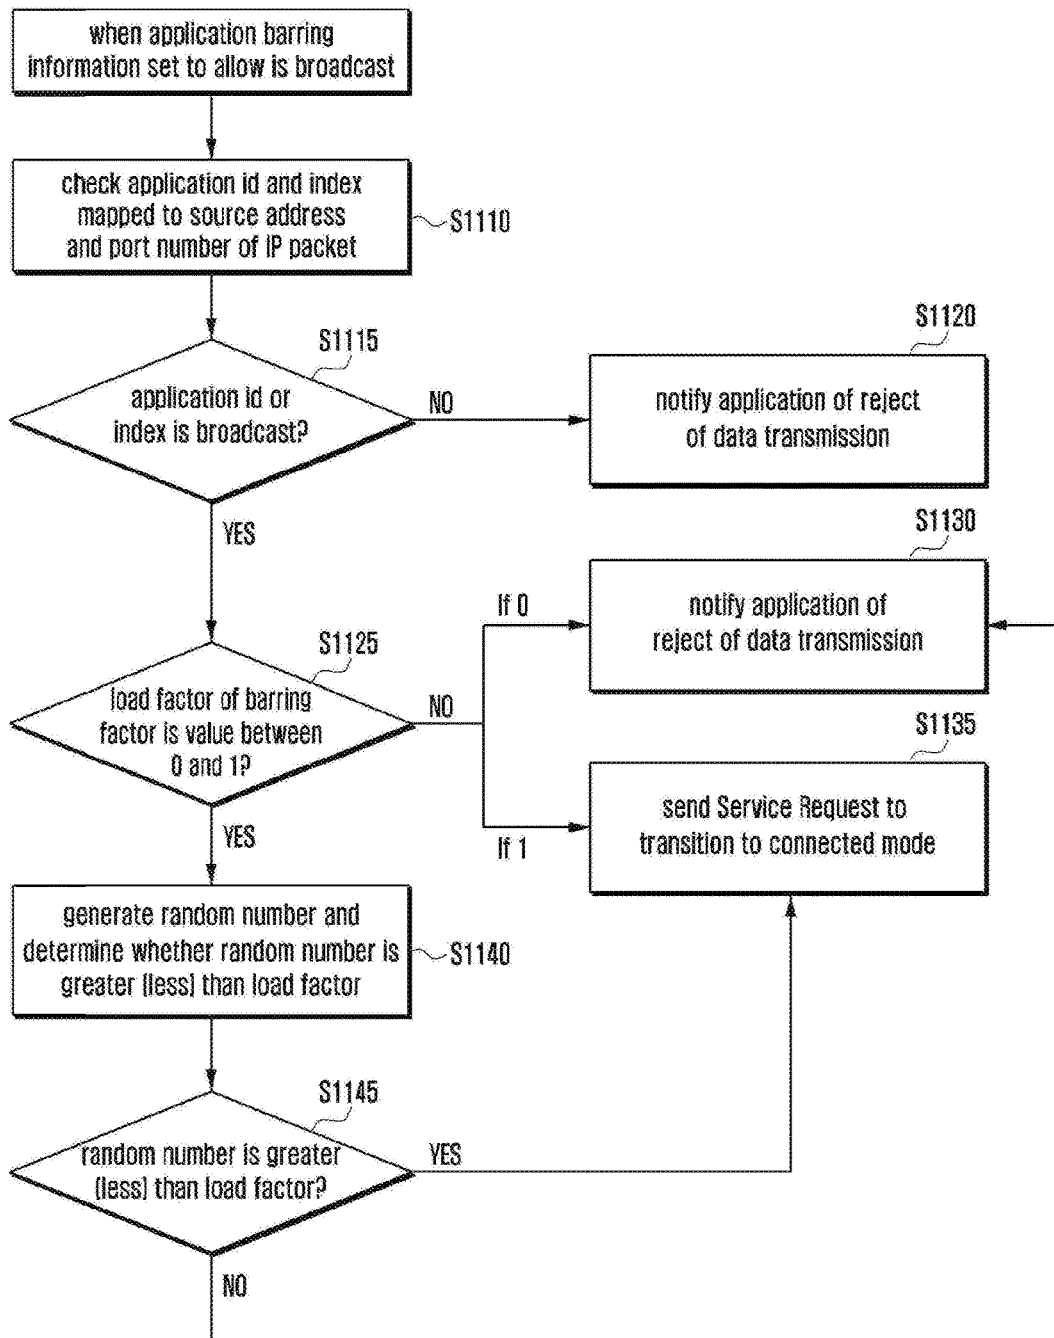 when application barring
information set to allow is broadcast
check application id and index
mapped to source address
and port number of IP packet
S1110
S1115
application id or
index is broadcast?
NO
YES
S1120
notify application of reject
of data transmission
S1125
load factor of barring
factor is value between
0 and 1?
NO
YES
If 0
If 1
S1130
notify application of
reject of data transmission
S1135
send Service Request to
transition to connected mode
generate random number and
determine whether random number is
greater (less) than load factor
S1140
S1145
random number is greater
(less) than load factor?
YES
NO